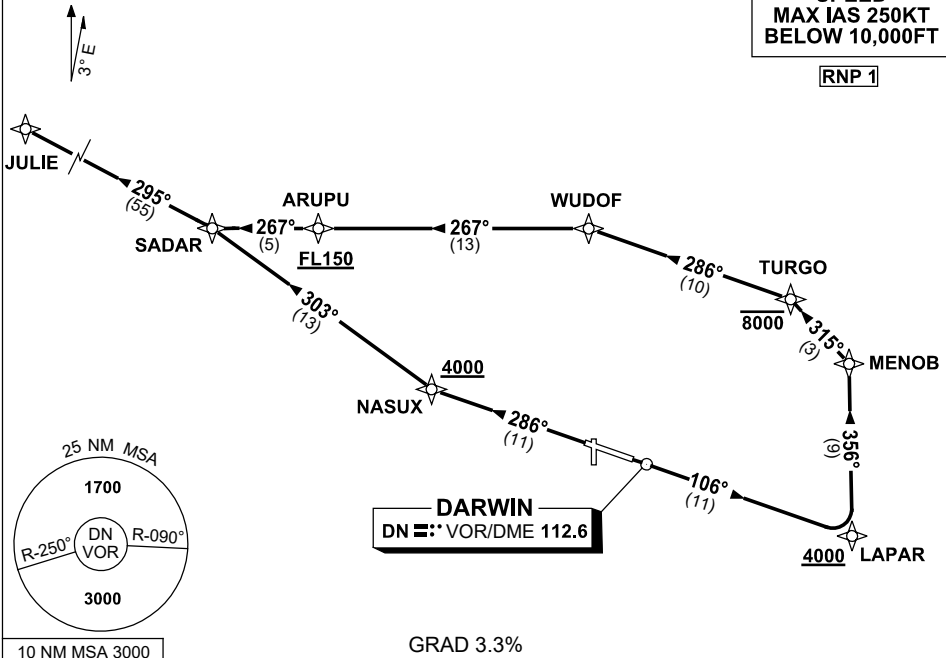 MAX IAS 250KT
BELOW 10,000FT
RNP 1
3° E
JULIE
295°
(55)
SADAR
267°
(5)
ARUPU
FL150
267°
(13)
WUDOF
286°
(10)
TURGO
8000
315°
(3)
MENOB
356°
(9)
303°
(13)
4000
NASUX
286°
(11)
106°
(11)
4000 LAPAR
DARWIN
DN VOR/DME 112.6
25 NM MSA
1700
R-250°
DN
VOR
R-090°
3000
10 NM MSA 3000
GRAD 3.3%